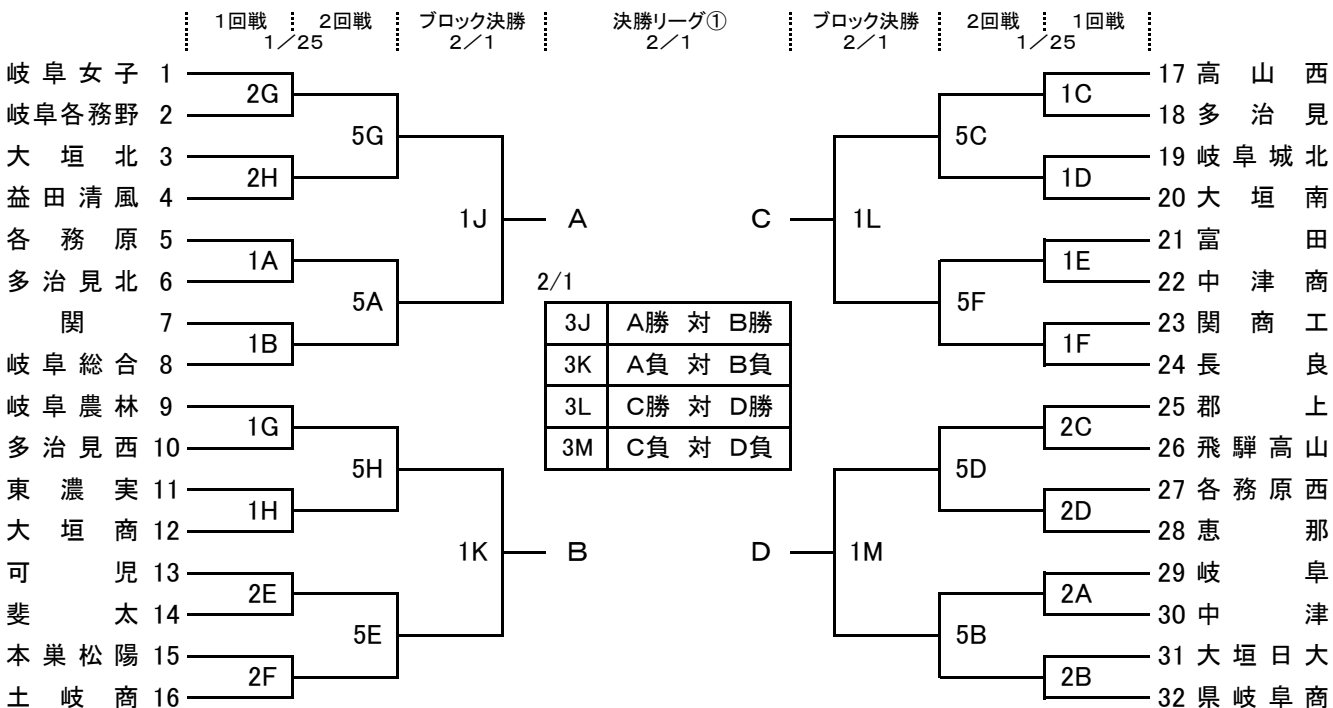 1回戦 2回戦 ブロック決勝 決勝リーグ① ブロック決勝 2回戦 1回戦
1／25 2／1 2／1 2／1 1／25
岐阜女子 1 17 高山西
2G 1C
岐阜各務野 2 18 多治見
5G 5C
大垣北 3 19 岐阜城北
2H 1D
益田清風 4 20 大垣南
1J A C 1L
各務原 5 21 富田
1A 1E
多治見北 6 2/1 22 中津商
5A 5F
関 7 3J A勝 対 B勝 23 関商工
1B 1F
岐阜総合 8 3K A負 対 B負 24 長良
岐阜農林 9 3L C勝 対 D勝 25 郡上
1G 2C
多治見西 10 3M C負 対 D負 26 飛騨高山
5H 5D
東濃実 11 27 各務原西
1H 2D
大垣商 12 28 恵那
1K B D 1M
可児 13 29 岐阜
2E 2A
斐太 14 30 中津
5E 5B
本巣松陽 15 31 大垣日大
2F 2B
土岐商 16 32 県岐阜商